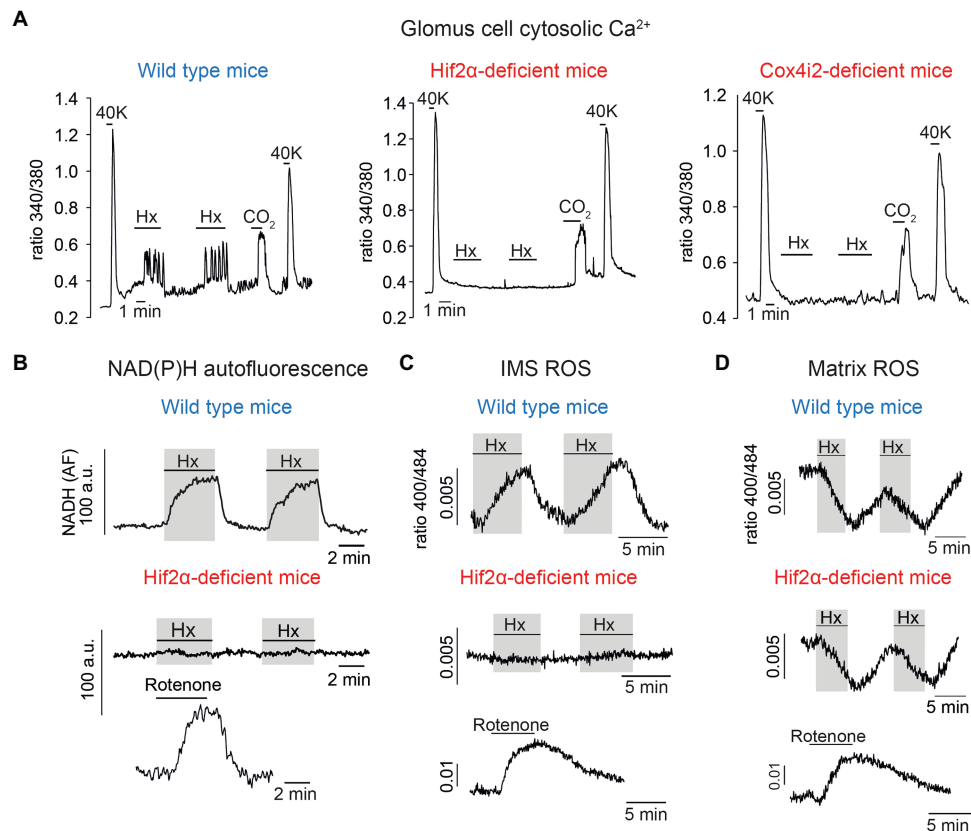 A
Glomus cell cytosolic Ca²⁺
Wild type mice
Hif2α-deficient mice
Cox4i2-deficient mice
ratio 340/380
1.4
1.2
1.0
0.8
0.6
0.4
0.2
40K
Hx
Hx
CO₂
40K
1 min
ratio 340/380
1.4
1.2
1.0
0.8
0.6
0.4
0.2
40K
Hx
Hx
CO₂
40K
1 min
ratio 340/380
1.2
1.0
0.8
0.6
0.4
40K
Hx
Hx
CO₂
40K
1 min
B
NAD(P)H autofluorescence
Wild type mice
NADH (AF)
100 a.u.
Hx
Hx
2 min
Hif2α-deficient mice
100 a.u.
Hx
Hx
2 min
Rotenone
2 min
C
IMS ROS
Wild type mice
ratio 400/484
0.005
Hx
Hx
5 min
Hif2α-deficient mice
0.005
Hx
Hx
5 min
Rotenone
0.01
5 min
D
Matrix ROS
Wild type mice
ratio 400/484
0.005
Hx
Hx
5 min
Hif2α-deficient mice
0.005
Hx
Hx
5 min
Rotenone
0.01
5 min